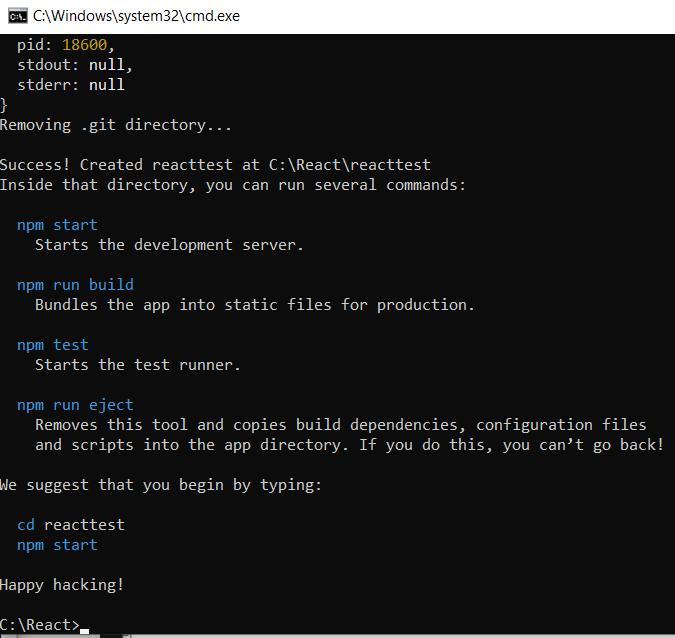 C:\Windows\system32\cmd.exe
pid: 18600,
stdout: null,
stderr: null
}
Removing .git directory...
Success! Created reacttest at C:\React\reacttest
Inside that directory, you can run several commands:
npm start
Starts the development server.
npm run build
Bundles the app into static files for production.
npm test
Starts the test runner.
npm run eject
Removes this tool and copies build dependencies, configuration files
and scripts into the app directory. If you do this, you can’t go back!
We suggest that you begin by typing:
cd reacttest
npm start
Happy hacking!
C:\React>